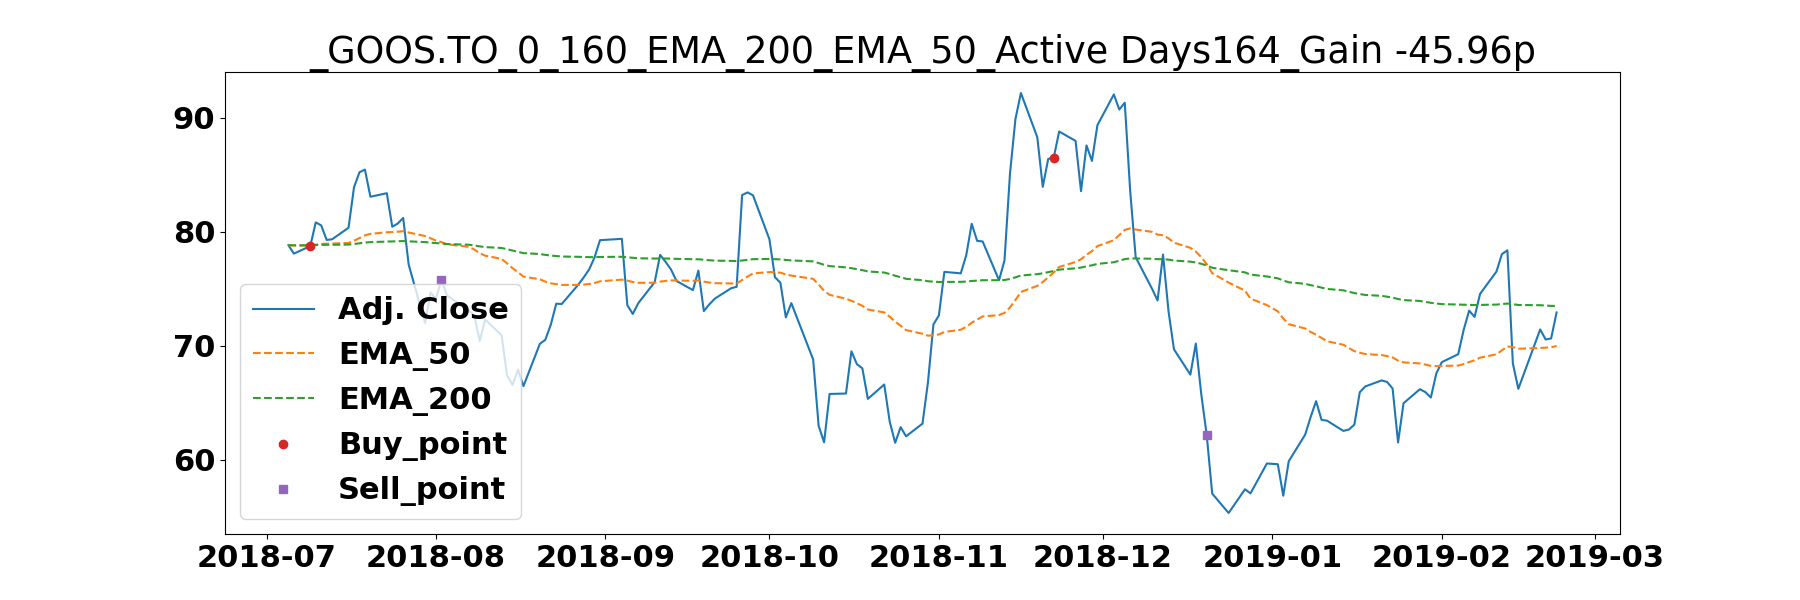 _GOOS.TO_0_160_EMA_200_EMA_50_Active Days164_Gain -45.96p
90
80
70
60
Adj. Close
EMA_50
EMA_200
Buy_point
Sell_point
2018-07 2018-08 2018-09 2018-10 2018-11 2018-12 2019-01 2019-02 2019-03